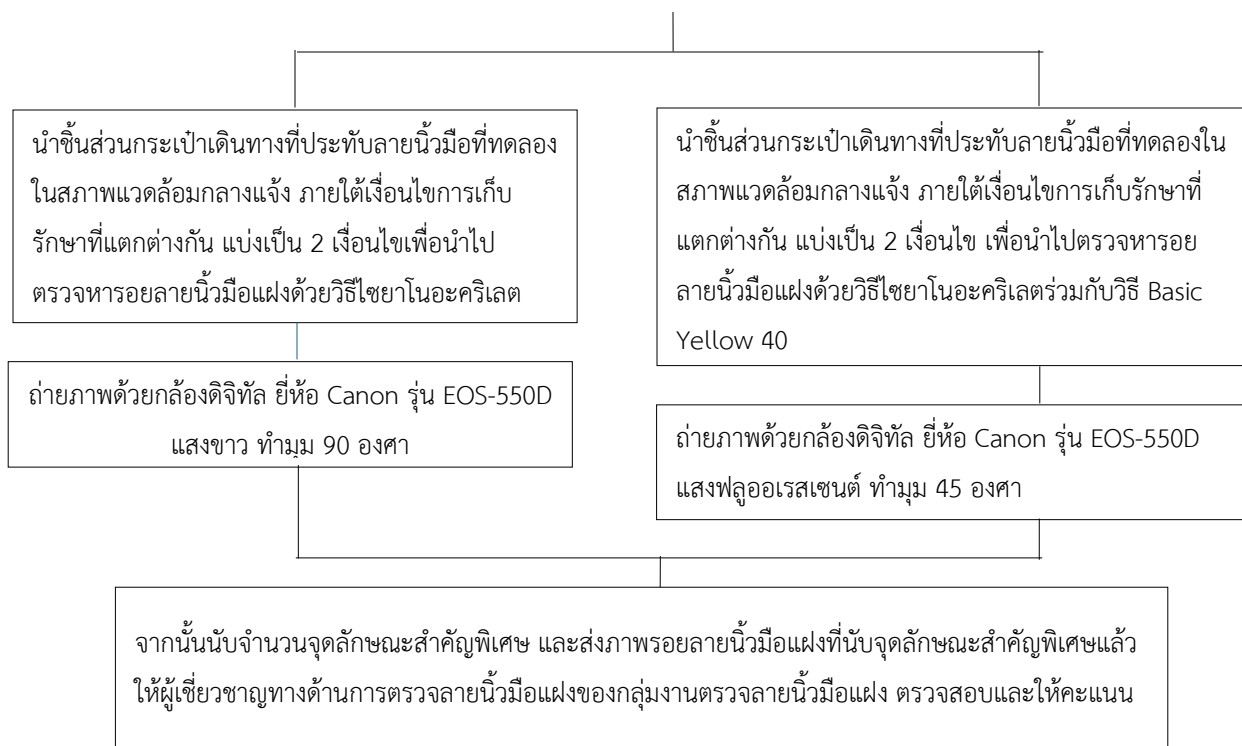 นำชิ้นส่วนกระเป๋าเดินทางที่ประทับลายนิ้วมือที่ทดลอง
ในสภาพแวดล้อมกลางแจ้ง ภายใต้เงื่อนไขการเก็บ
รักษาที่แตกต่างกัน แบ่งเป็น 2 เงื่อนไขเพื่อนำไป
ตรวจหารอยลายนิ้วมือแฝงด้วยวิธีไซยาโนอะคริเลต
ถ่ายภาพด้วยกล้องดิจิทัล ยี่ห้อ Canon รุ่น EOS-550D
แสงขาว ทำมุม 90 องศา
นำชิ้นส่วนกระเป๋าเดินทางที่ประทับลายนิ้วมือที่ทดลองใน
สภาพแวดล้อมกลางแจ้ง ภายใต้เงื่อนไขการเก็บรักษาที่
แตกต่างกัน แบ่งเป็น 2 เงื่อนไข เพื่อนำไปตรวจหารอย
ลายนิ้วมือแฝงด้วยวิธีไซยาโนอะคริเลตร่วมกับวิธี Basic
Yellow 40
ถ่ายภาพด้วยกล้องดิจิทัล ยี่ห้อ Canon รุ่น EOS-550D
แสงฟลูออเรสเซนต์ ทำมุม 45 องศา
จากนั้นนับจำนวนจุดลักษณะสำคัญพิเศษ และส่งภาพรอยลายนิ้วมือแฝงที่นับจุดลักษณะสำคัญพิเศษแล้ว
ให้ผู้เชี่ยวชาญทางด้านการตรวจลายนิ้วมือแฝงของกลุ่มงานตรวจลายนิ้วมือแฝง ตรวจสอบและให้คะแนน